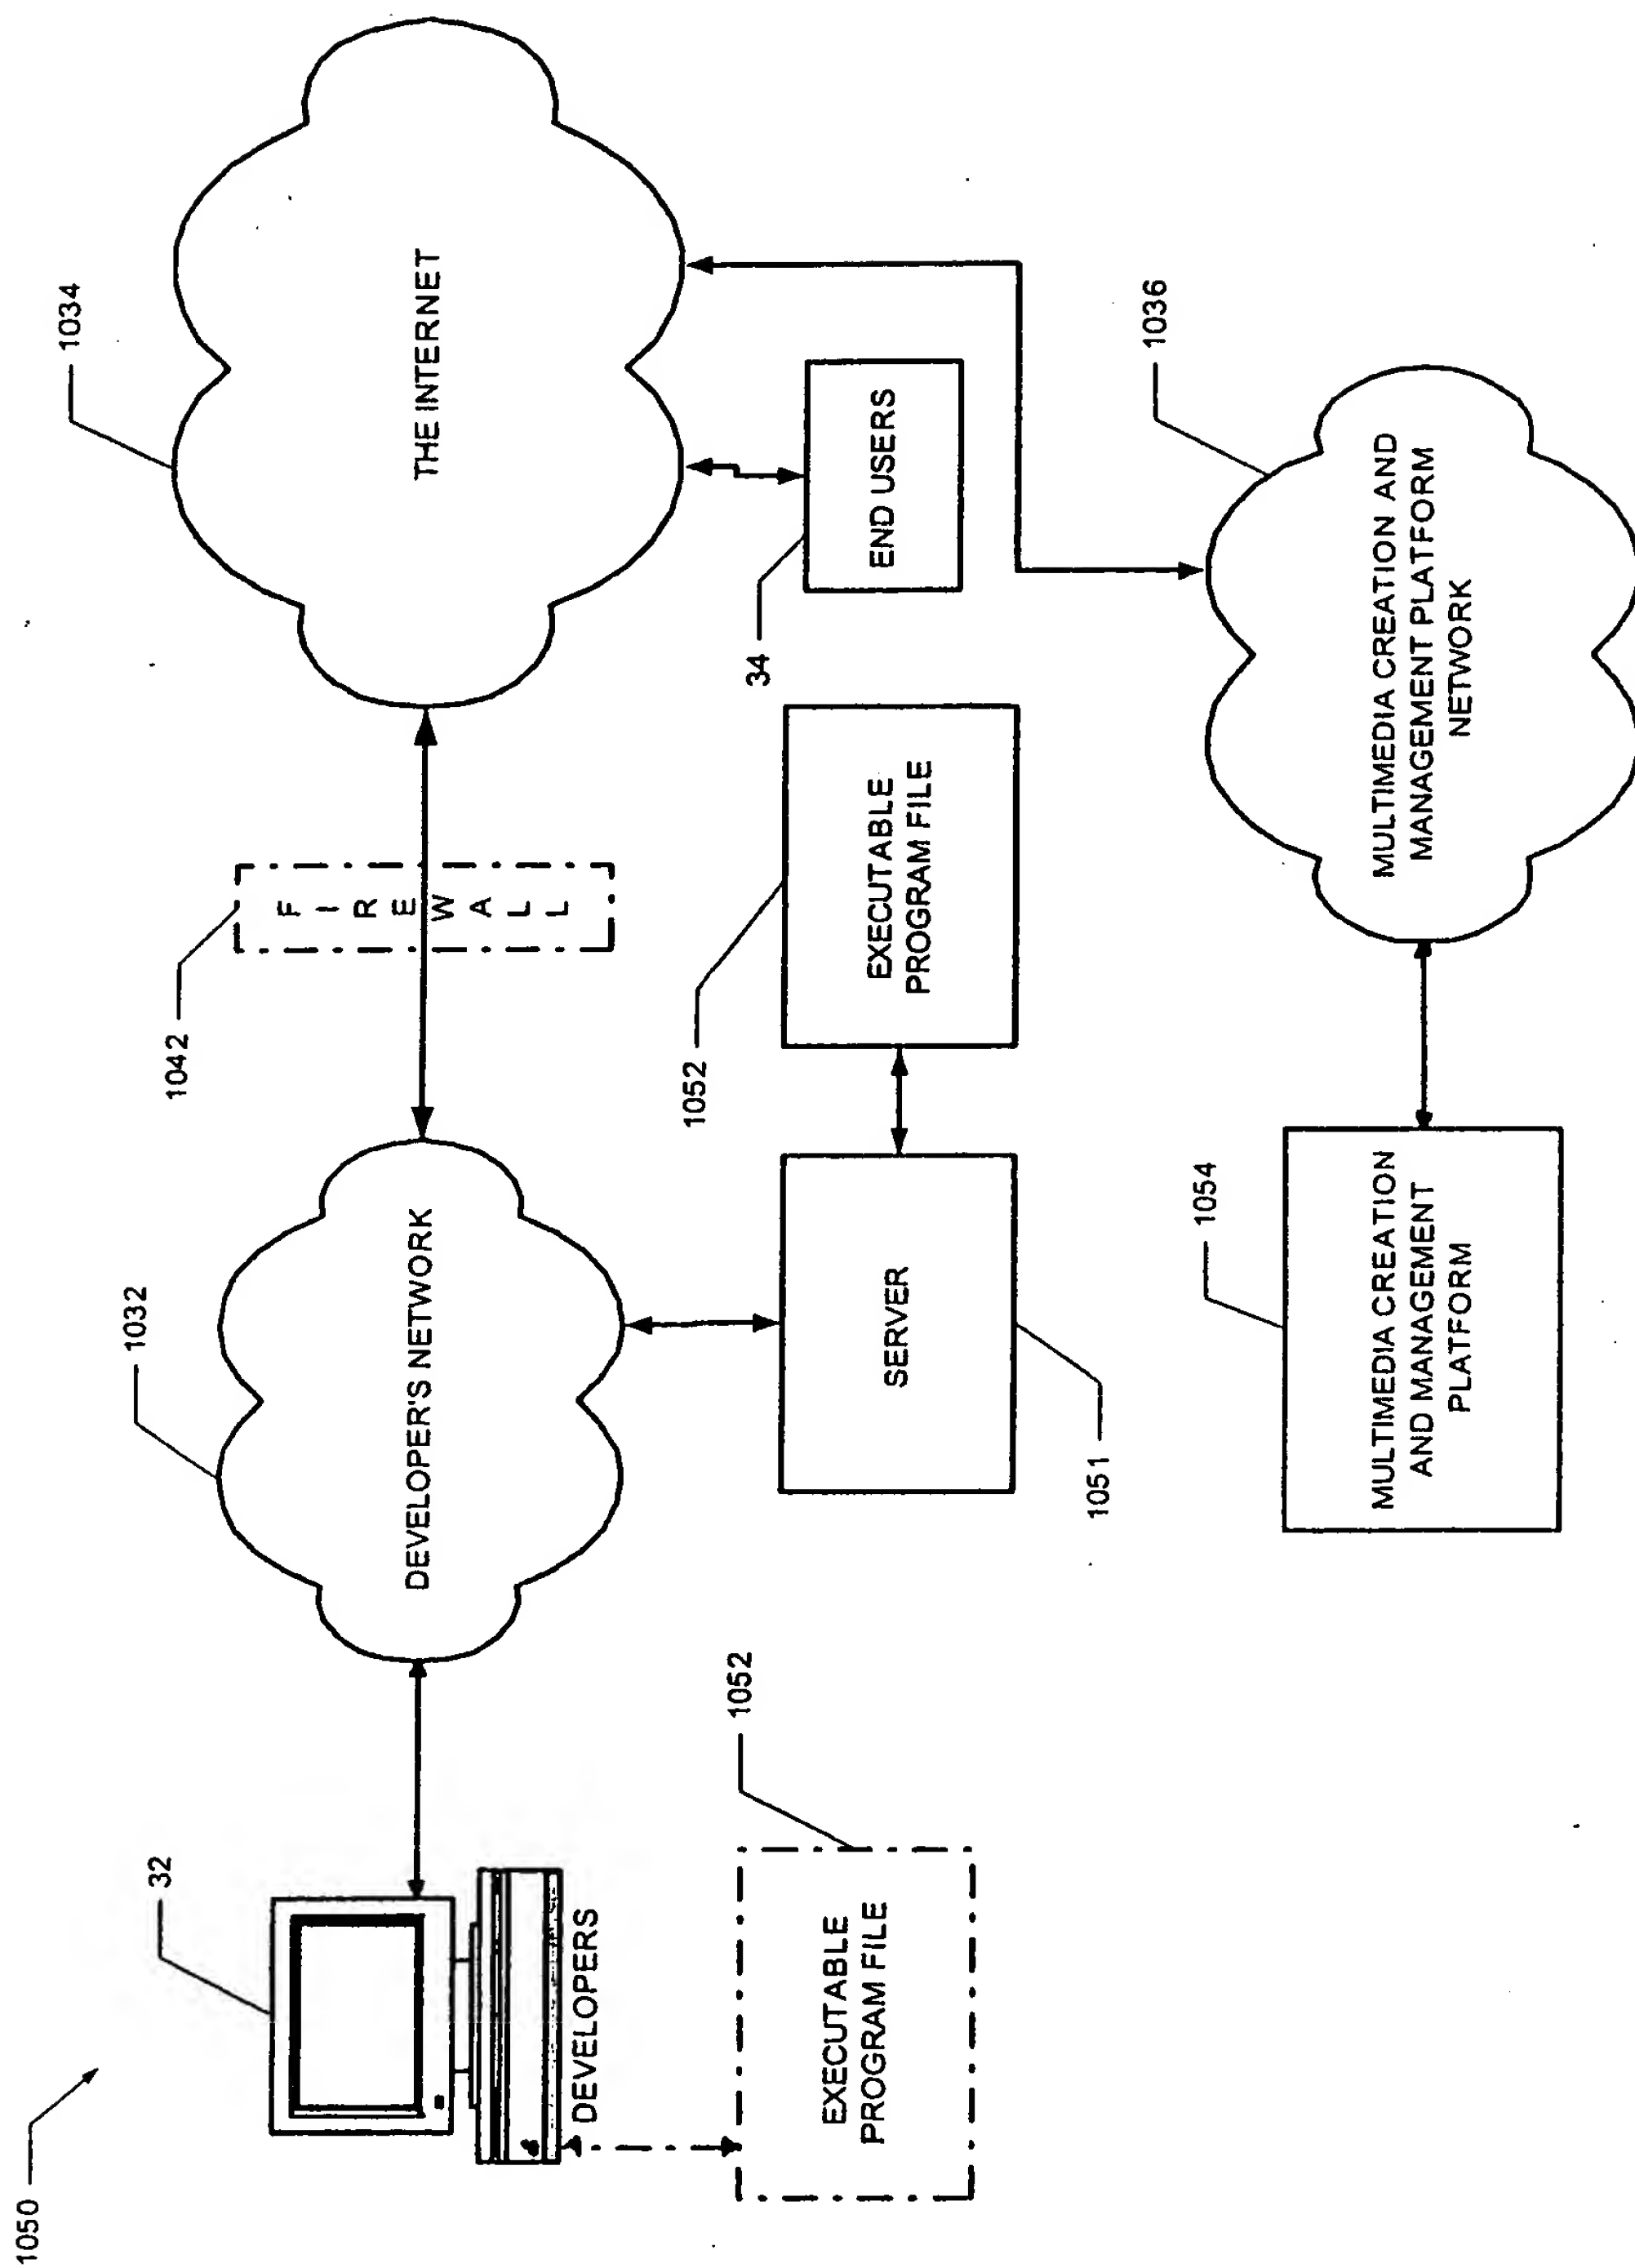 1050
32
DEVELOPERS
1052
EXECUTABLE
PROGRAM FILE
1032
DEVELOPER'S NETWORK
1042
FIREWALL
1034
THE INTERNET
34
END USERS
1052
EXECUTABLE
PROGRAM FILE
SERVER
1051
1054
MULTIMEDIA CREATION
AND MANAGEMENT
PLATFORM
1036
MULTIMEDIA CREATION AND
MANAGEMENT PLATFORM
NETWORK